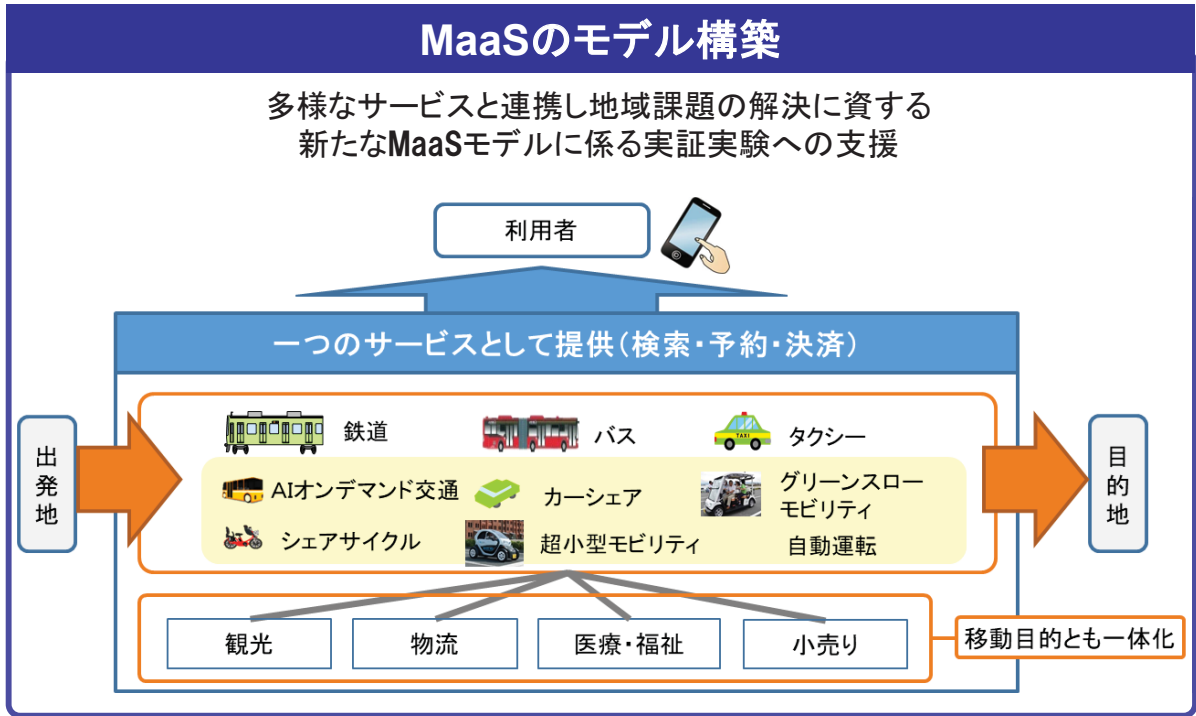 MaaSのモデル構築
多様なサービスと連携し地域課題の解決に資する
新たなMaaSモデルに係る実証実験への支援
利用者
一つのサービスとして提供（検索・予約・決済）
出発地
鉄道
バス
TAXI
タクシー
AIオンデマンド交通
カーシェア
グリーンスロー
モビリティ
シェアサイクル
超小型モビリティ
自動運転
目的地
観光
物流
医療・福祉
小売り
移動目的とも一体化